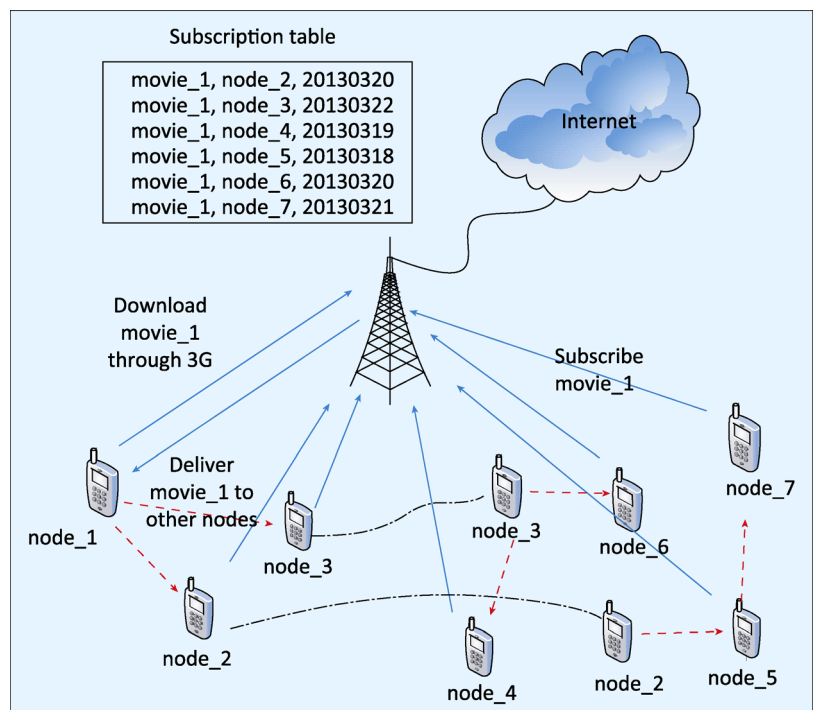 Subscription table
movie_1, node_2, 20130320
movie_1, node_3, 20130322
movie_1, node_4, 20130319
movie_1, node_5, 20130318
movie_1, node_6, 20130320
movie_1, node_7, 20130321
Internet
Download
movie_1
through 3G
Subscribe
movie_1
Deliver
movie_1 to
other nodes
node_1
node_3
node_2
node_3
node_6
node_7
node_4
node_2
node_5